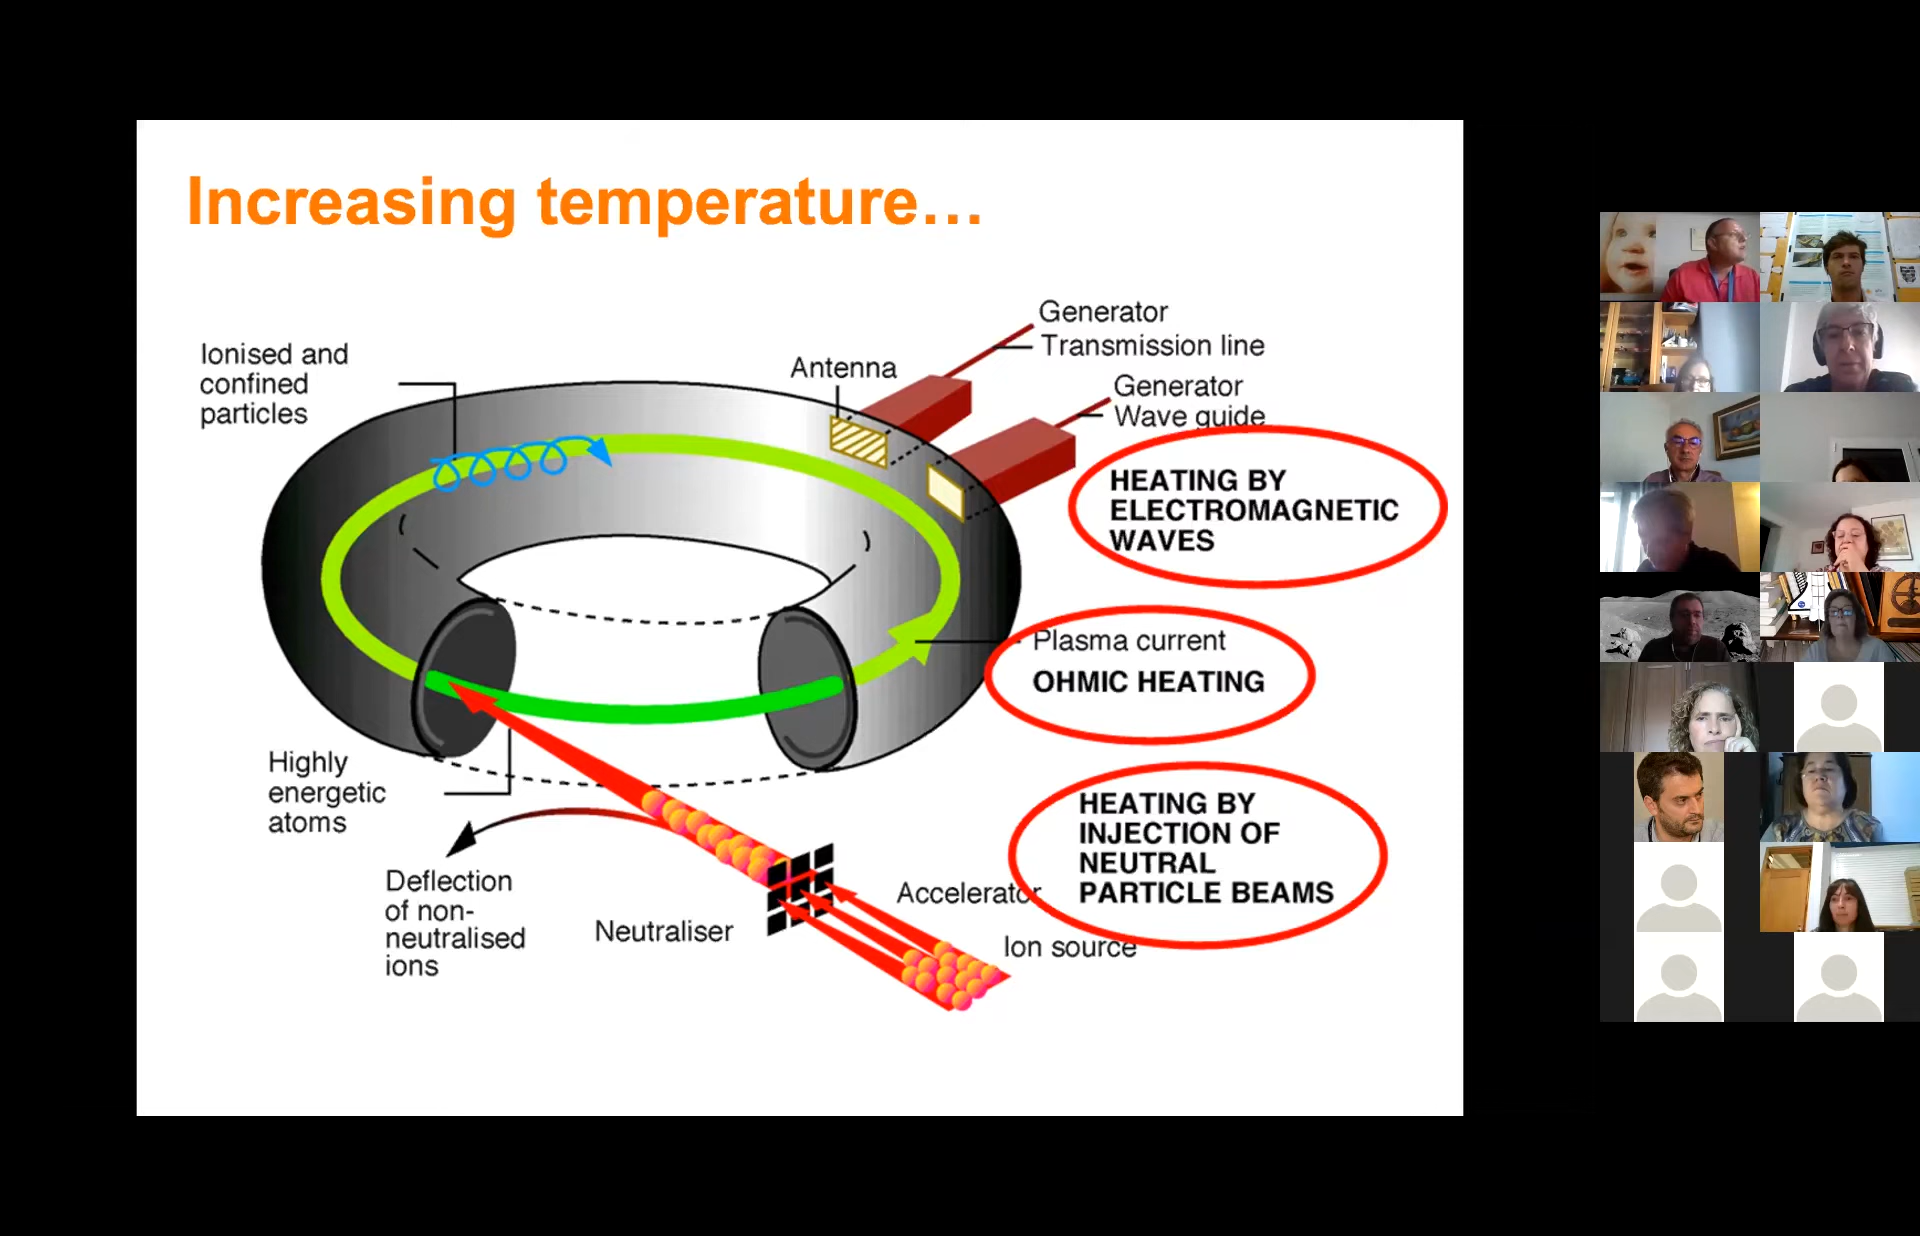 Increasing temperature…
Ionised and
confined
particles
Antenna
Generator
Transmission line
Generator
Wave guide
HEATING BY
ELECTROMAGNETIC
WAVES
Plasma current
OHMIC HEATING
Highly
energetic
atoms
HEATING BY
INJECTION OF
NEUTRAL
PARTICLE BEAMS
Deflection
of non-
neutralised
ions
Neutraliser
Accelerator
Ion source